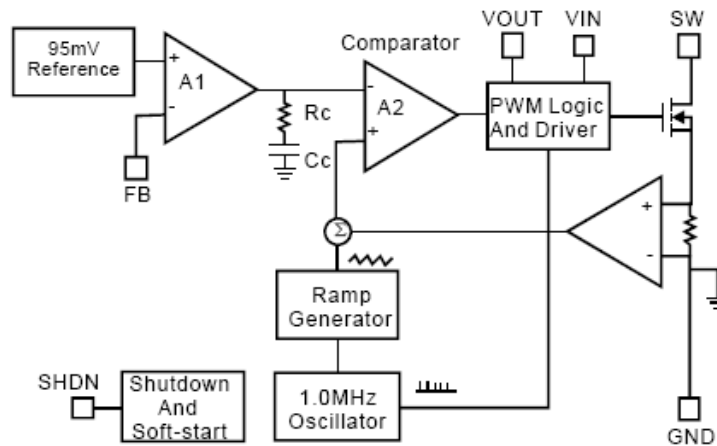 VOUT VIN SW
95mV
Reference
+
-
A1
FB
Comparator
Rc
Cc
-
+
A2
PWM Logic
And Driver
+
-
Σ
Ramp
Generator
SHDN
Shutdown
And
Soft-start
1.0MHz
Oscillator
GND